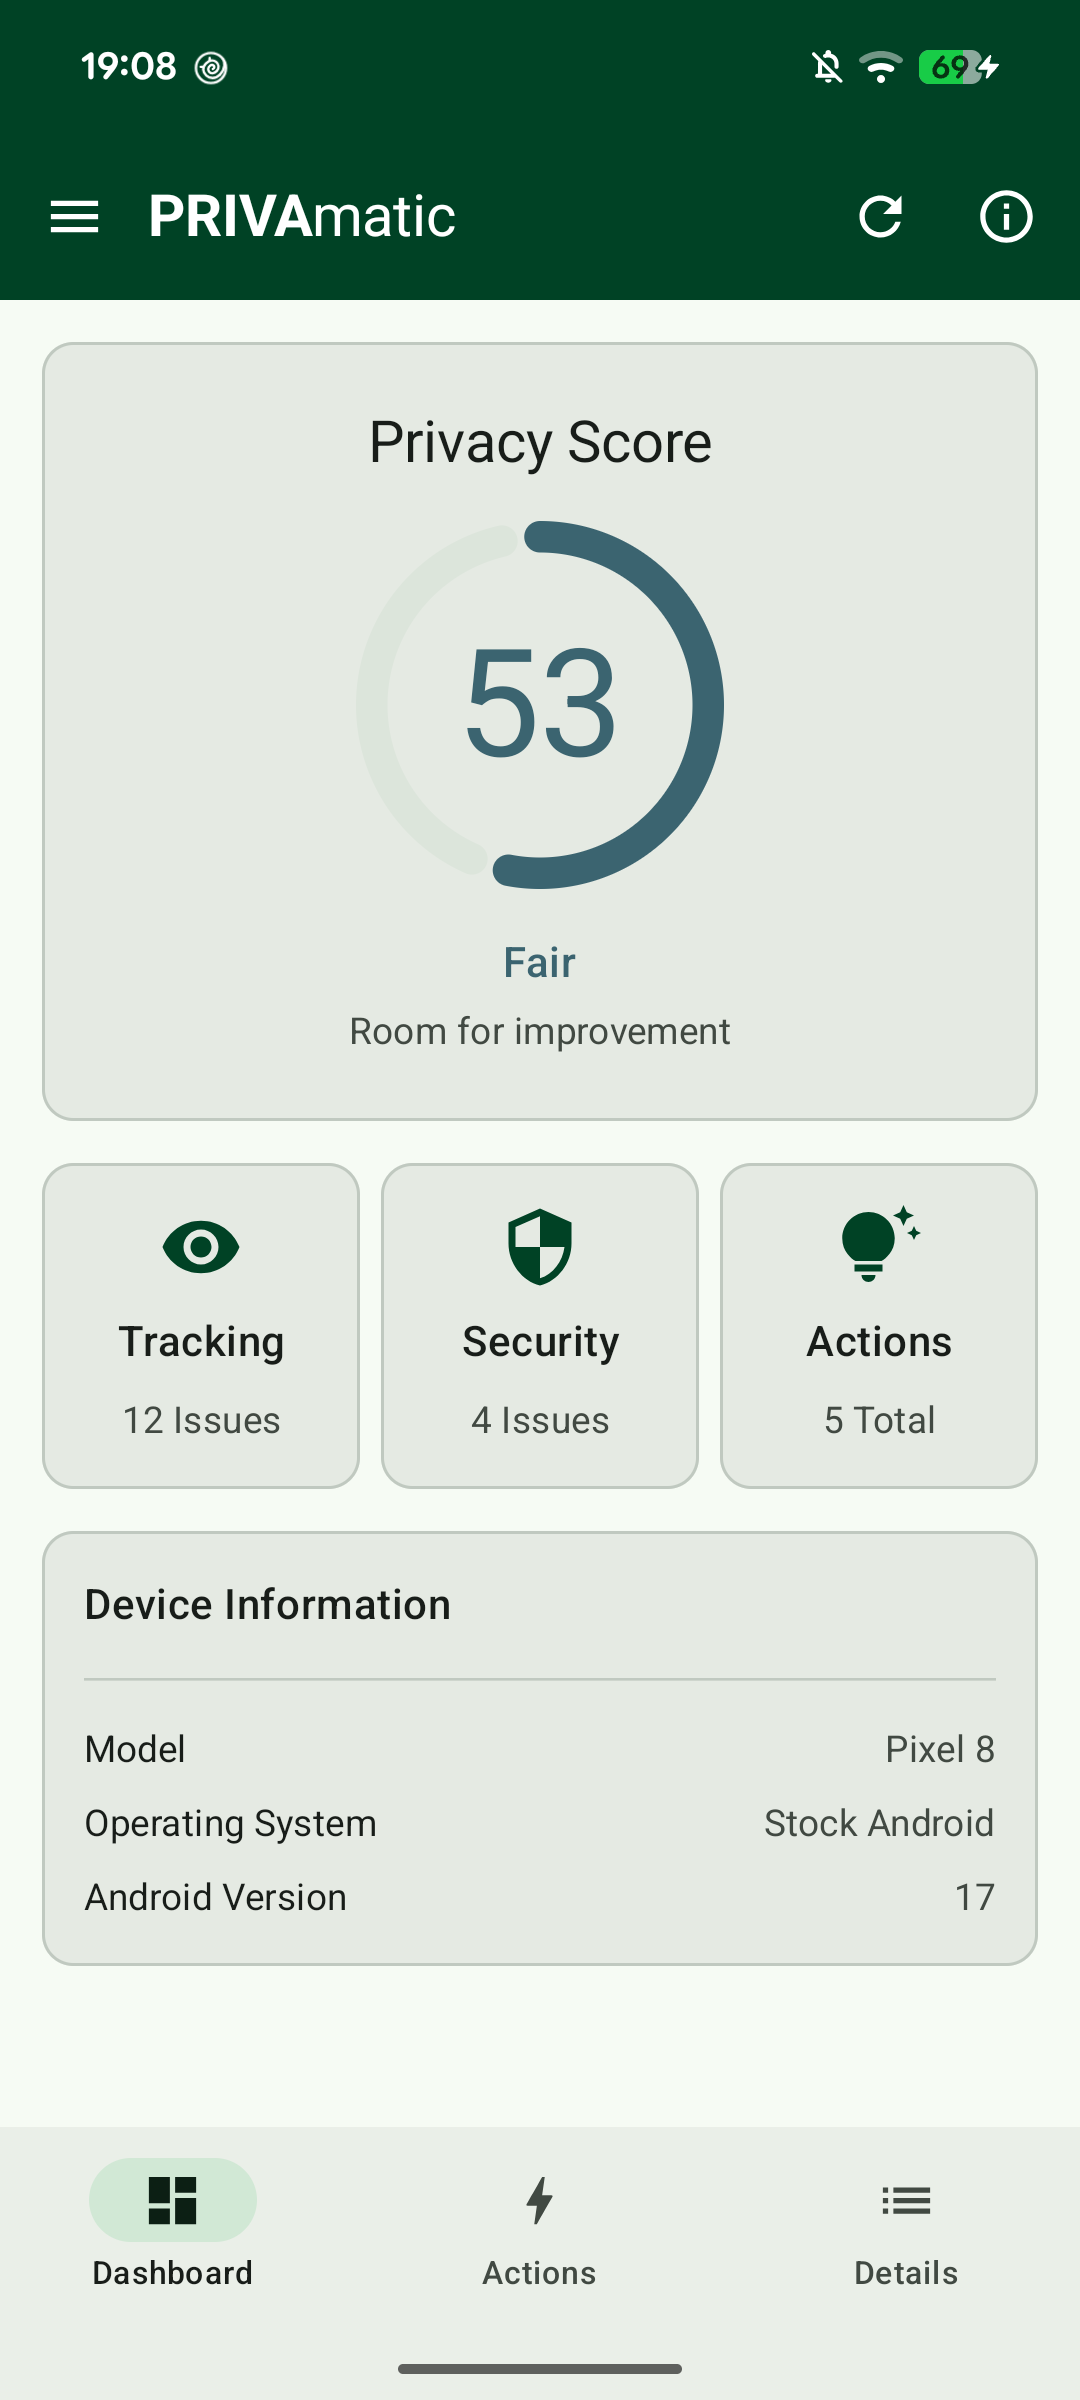 19:08
69
PRIVAmatic
Privacy Score
53
Fair
Room for improvement
Tracking
12 Issues
Security
4 Issues
Actions
5 Total
Device Information
Model Pixel 8
Operating System Stock Android
Android Version 17
Dashboard Actions Details